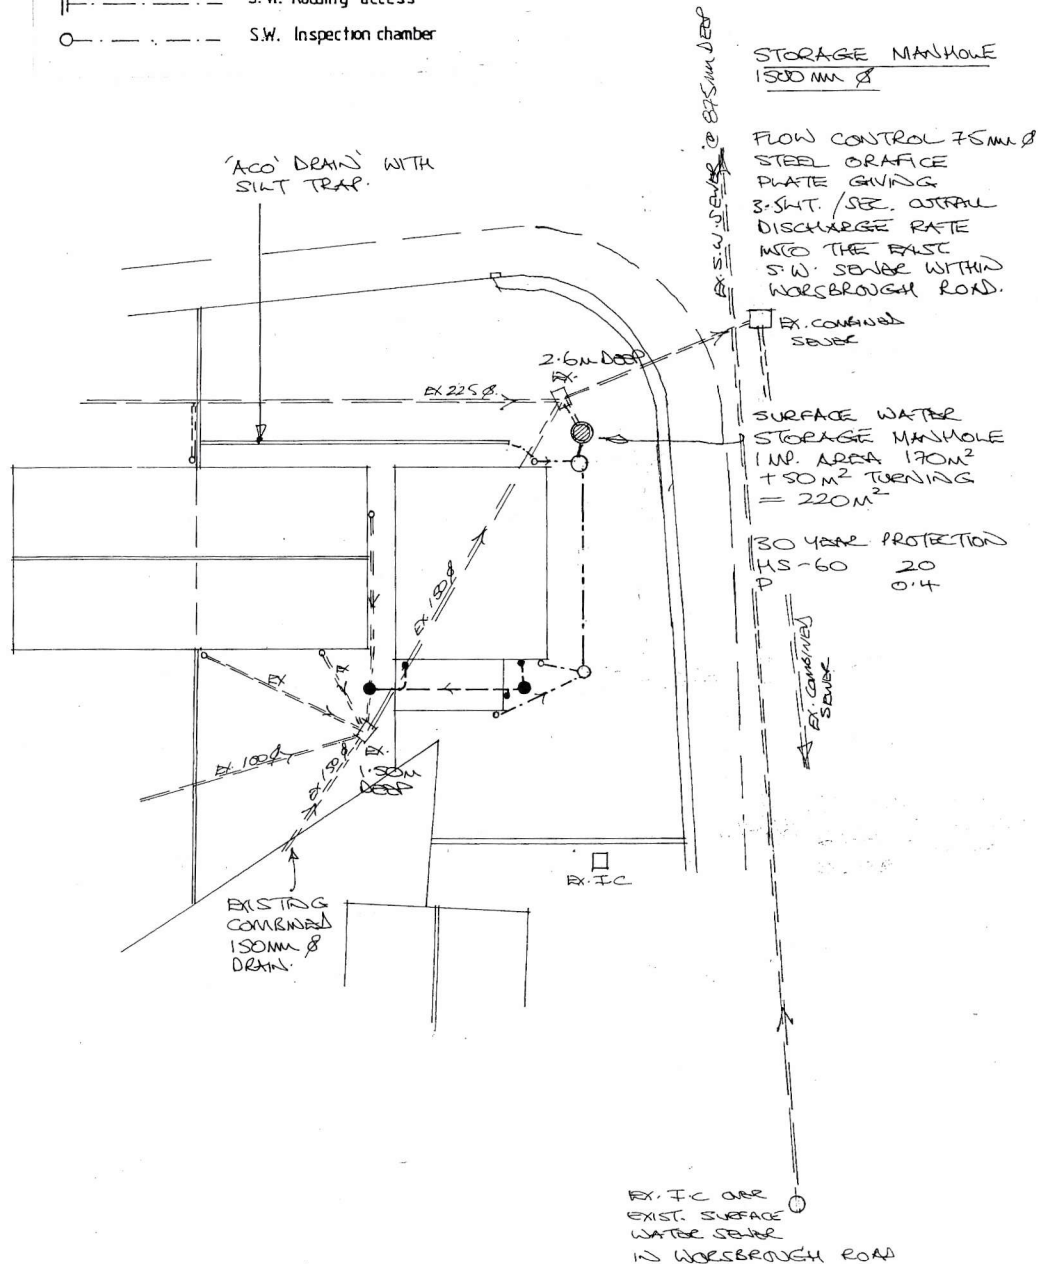 S.W. Rodding access
S.W. Inspection chamber
STORAGE MANHOLE
1500 MM Ø
EX. S.W. SEWER @ 875mm DEEP
FLOW CONTROL 75mm Ø
STEEL ORAFICE
PLATE GIVING
3.5LIT./SEC. OUTFALL
DISCHARGE RATE
INTO THE EXIST
S.W. SEWER WITHIN
WORSBROUGH ROAD.
'ACO' DRAIN' WITH
SILT TRAP.
EX. COMBINED
SEWER
2.6M DEEP
EX.
EX 225 Ø
SURFACE WATER
STORAGE MANHOLE
IMP. AREA 170M²
+ 50M² TURNING
= 220M²
30 YEAR PROTECTION
M5-60 20
P 0.4
EX 150 Ø
EX. COMBINED
SEWER
EX
EX
EX 100 Ø
EX 150 Ø
EX.
1.50M
DEEP
EX. I.C
EXISTING
COMBINED
150MM Ø
DRAIN.
EX. I.C OVER
EXIST. SURFACE
WATER SEWER
IN WORSBROUGH ROAD